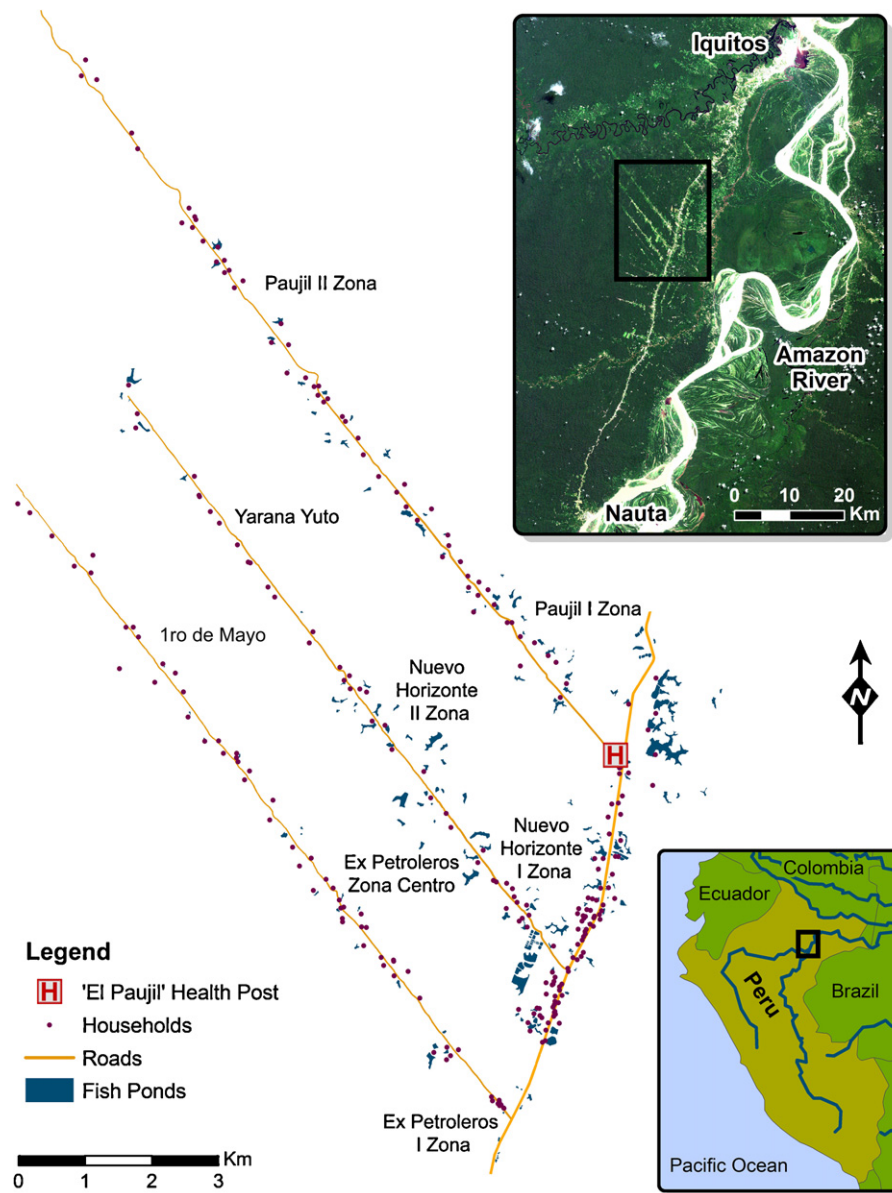 Iquitos
Amazon
River
Nauta
0 10 20
Km
Paujil II Zona
Yarana Yuto
Paujil I Zona
1ro de Mayo
Nuevo
Horizonte
II Zona
N
H
Nuevo
Horizonte
I Zona
Ex Petroleros
Zona Centro
Ex Petroleros
I Zona
Legend
H 'El Paujil' Health Post
Households
Roads
Fish Ponds
Km
0 1 2 3
Colombia
Ecuador
Peru
Brazil
Pacific Ocean